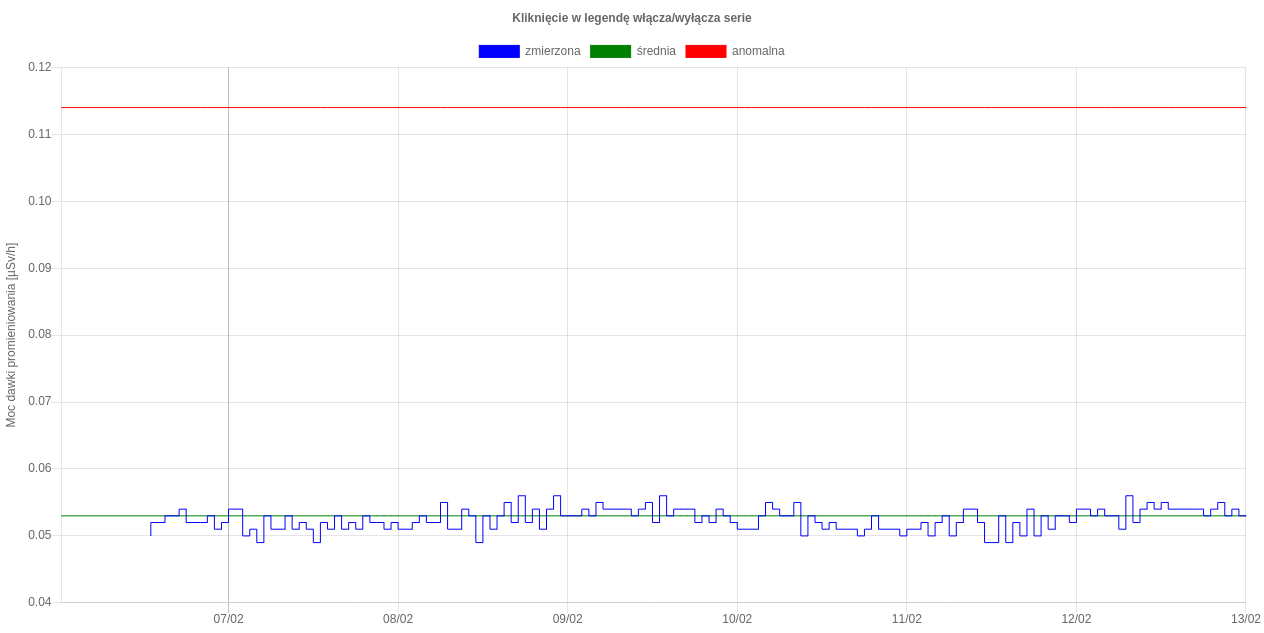 Kliknięcie w legendę włącza/wyłącza serie
zmierzona średnia anomalna
Moc dawki promieniowania [µSv/h]
0.12
0.11
0.10
0.09
0.08
0.07
0.06
0.05
0.04
07/02 08/02 09/02 10/02 11/02 12/02 13/02